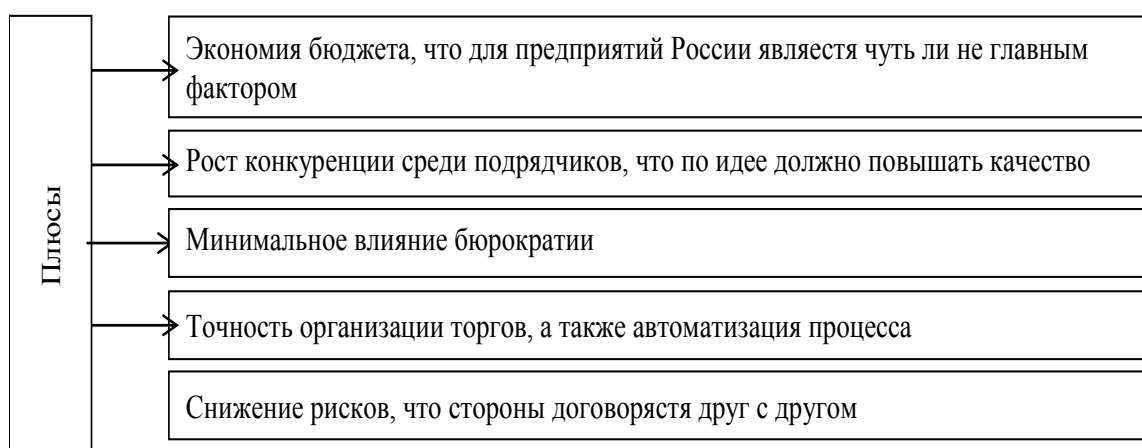 Плюсы
Экономия бюджета, что для предприятий России являестя чуть ли не главным
фактором
Рост конкуренции среди подрядчиков, что по идее должно повышать качество
Минимальное влияние бюрократии
Точность организации торгов, а также автоматизация процесса
Снижение рисков, что стороны договорястя друг с другом